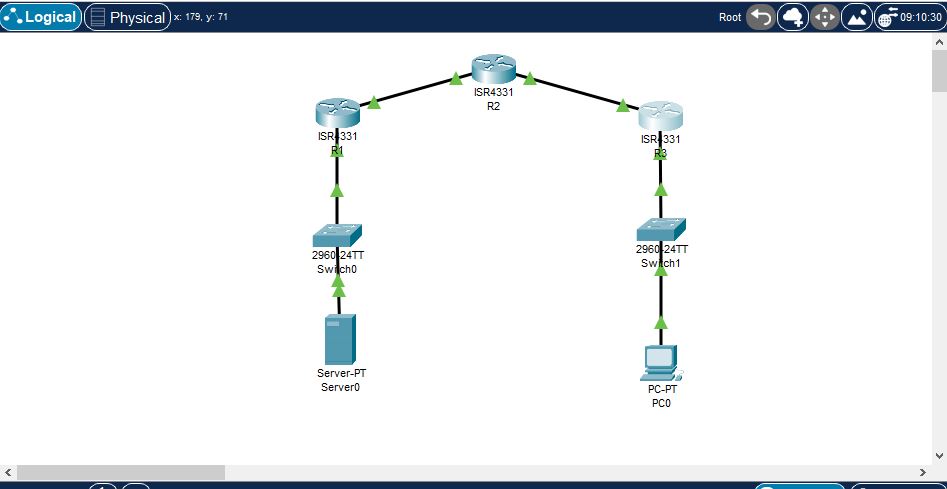 Logical
Physical
x: 179, y: 71
Root
09:10:30
ISR4331
R2
ISR4331
R1
ISR4331
R3
2960-24TT
Switch0
2960-24TT
Switch1
Server-PT
Server0
PC-PT
PC0